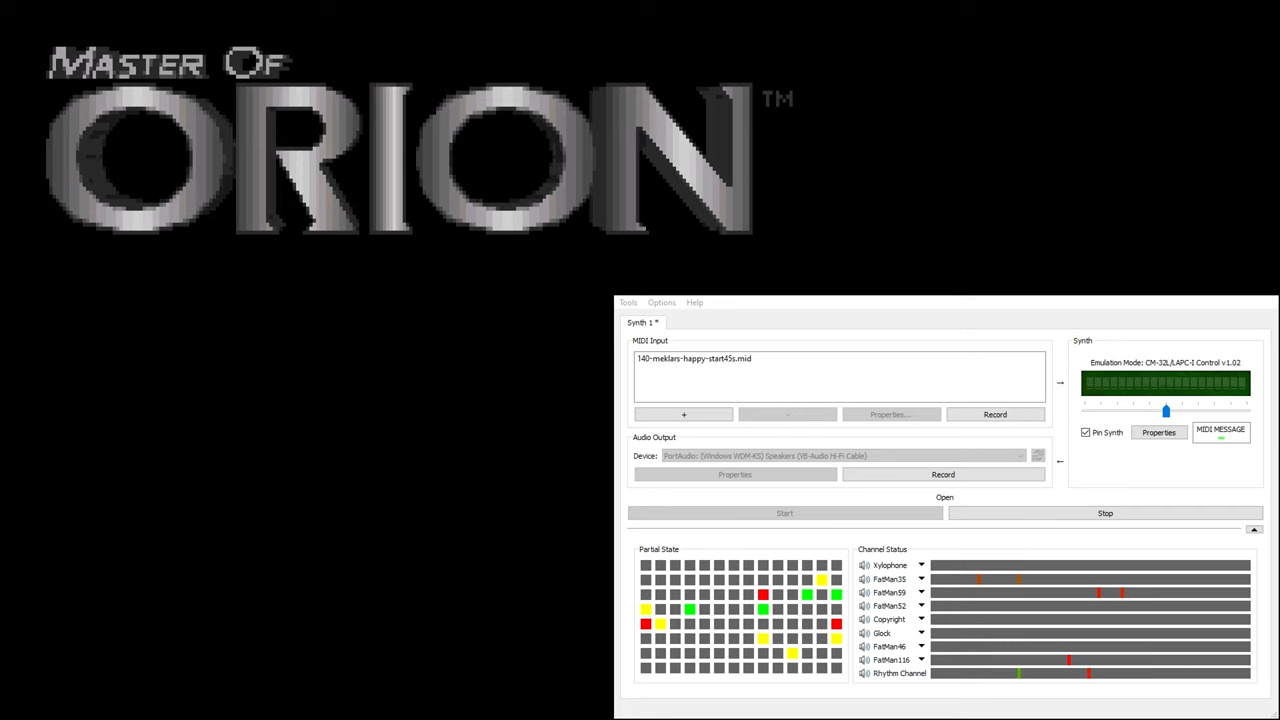 MASTER OF
ORION™
Tools Options Help
Synth 1 *
MIDI Input
140-meklars-happy-start45s.mid
+ - Properties... Record
Audio Output
Device: PortAudio: (Windows WDM-KS) Speakers (VB-Audio Hi-Fi Cable)
Properties Record
Synth
Emulation Mode: CM-32L/LAPC-I Control v1.02
Pin Synth Properties MIDI MESSAGE
Open
Start Stop
Partial State
Channel Status
Xylophone
FatMan35
FatMan59
FatMan52
Copyright
Glock
FatMan46
FatMan116
Rhythm Channel